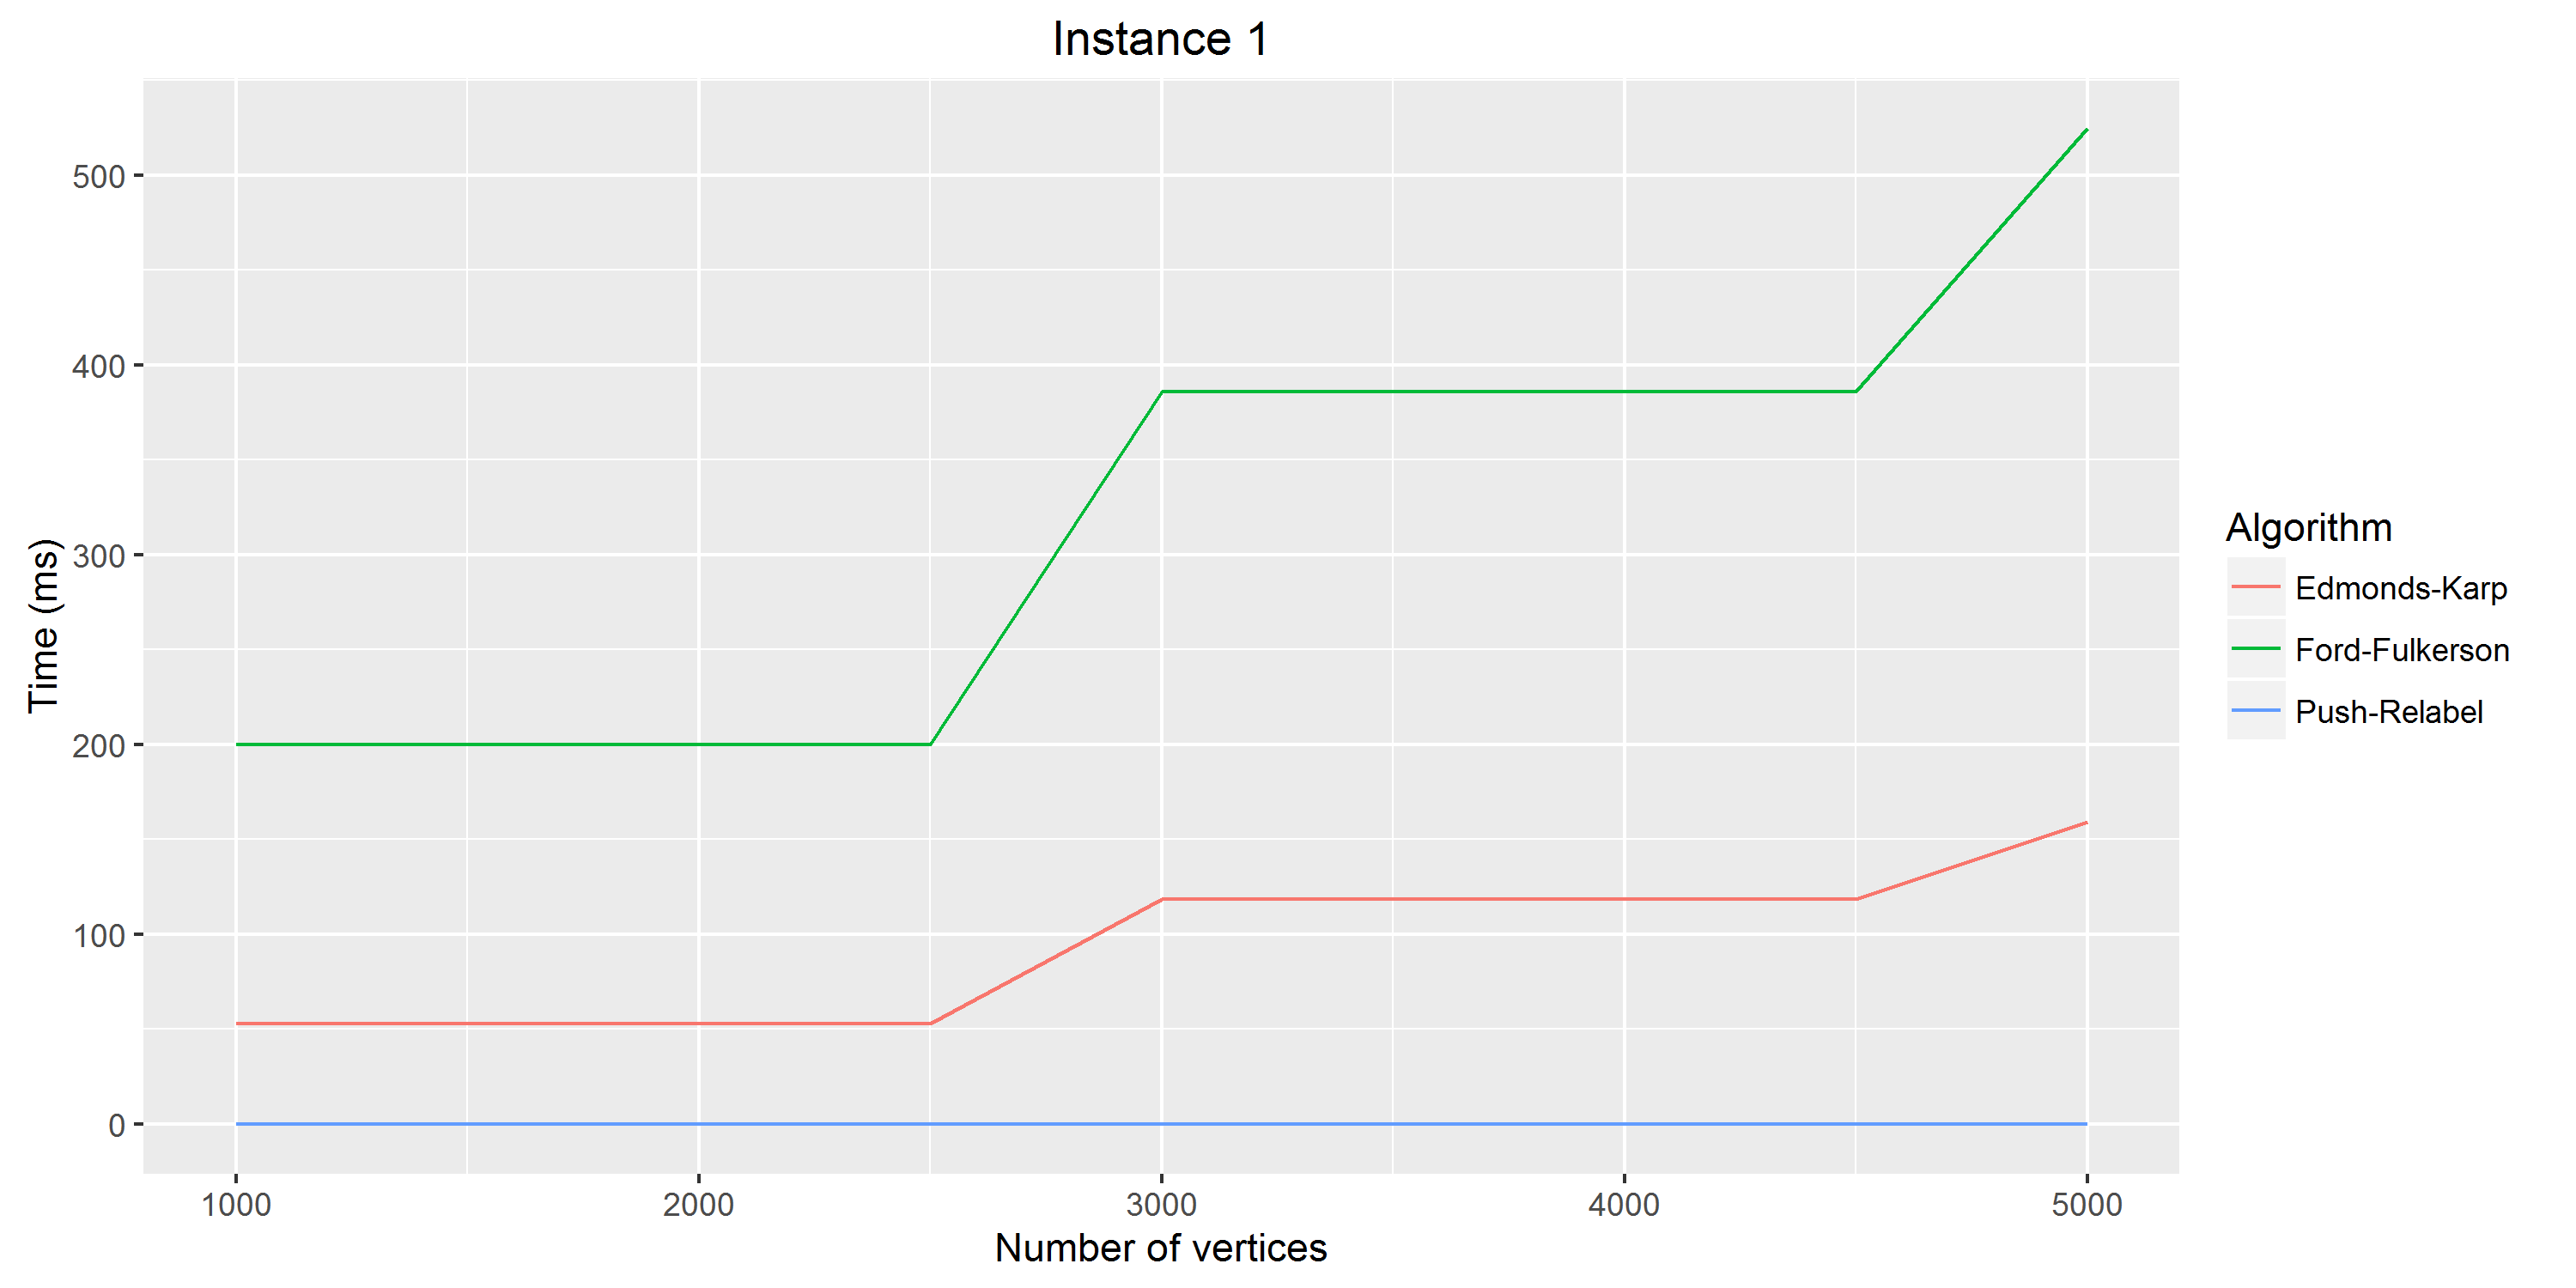 Instance 1
Time (ms)
500
400
300
200
100
0
1000 2000 3000 4000 5000
Number of vertices
Algorithm
Edmonds-Karp
Ford-Fulkerson
Push-Relabel